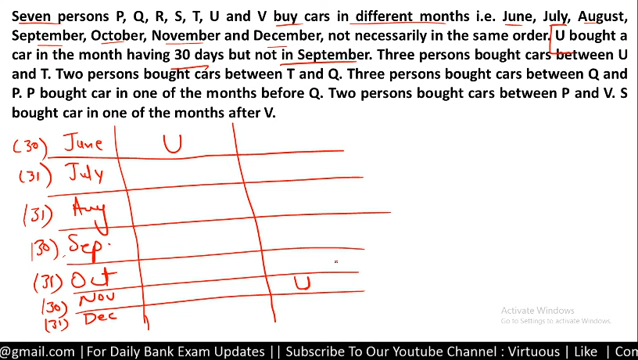 Seven persons P, Q, R, S, T, U and V buy cars in different months i.e. June, July, August,
September, October, November and December, not necessarily in the same order. U bought a
car in the month having 30 days but not in September. Three persons bought cars between U
and T. Two persons bought cars between T and Q. Three persons bought cars between Q and
P. P bought car in one of the months before Q. Two persons bought cars between P and V. S
bought car in one of the months after V.
(30) June U
(31) July
(31) Aug
(30). Sep.
(31) Oct
(30) Nov U
(31) Dec
Activate Windows
Go to Settings to activate Windows.
@gmail.com |For Daily Bank Exam Updates || Subscribe To Our Youtube Channel : Virtuous | Like | Con